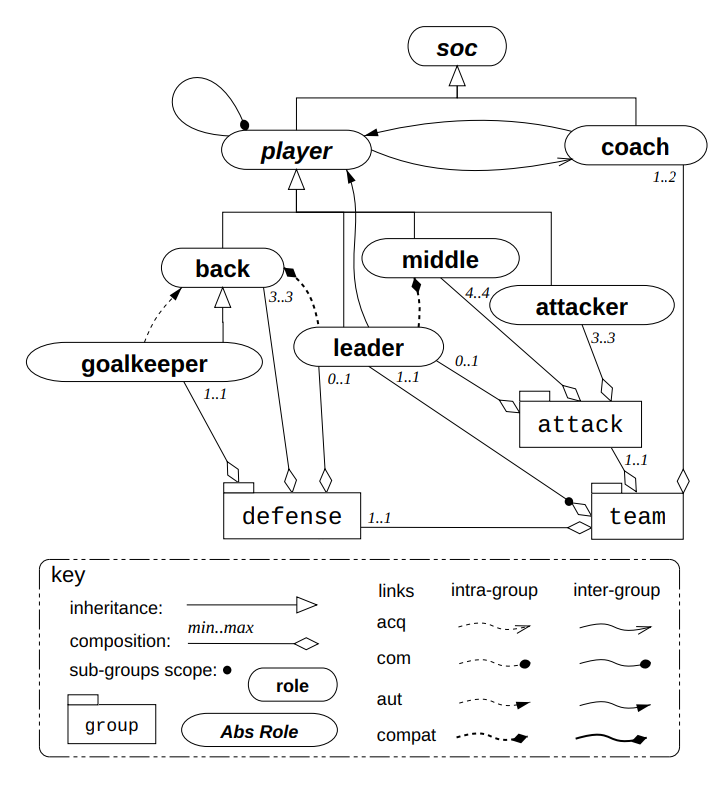 soc
player
coach
1..2
back
middle
3..3
4..4
attacker
3..3
goalkeeper
leader
0..1
1..1
0..1
1..1
attack
1..1
defense
1..1
team
key
inheritance:
min..max
composition:
sub-groups scope:
role
group
Abs Role
links intra-group inter-group
acq
com
aut
compat